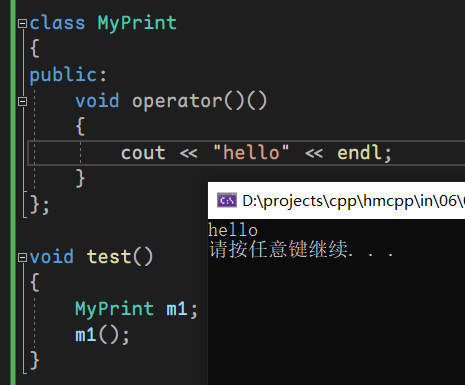 class MyPrint
{
public:
    void operator()()
    {
        cout << "hello" << endl;
    }
};

void test()
{
    MyPrint m1;
    m1();
}
D:\projects\cpp\hmcpp\in\06\
hello
请按任意键继续. . .